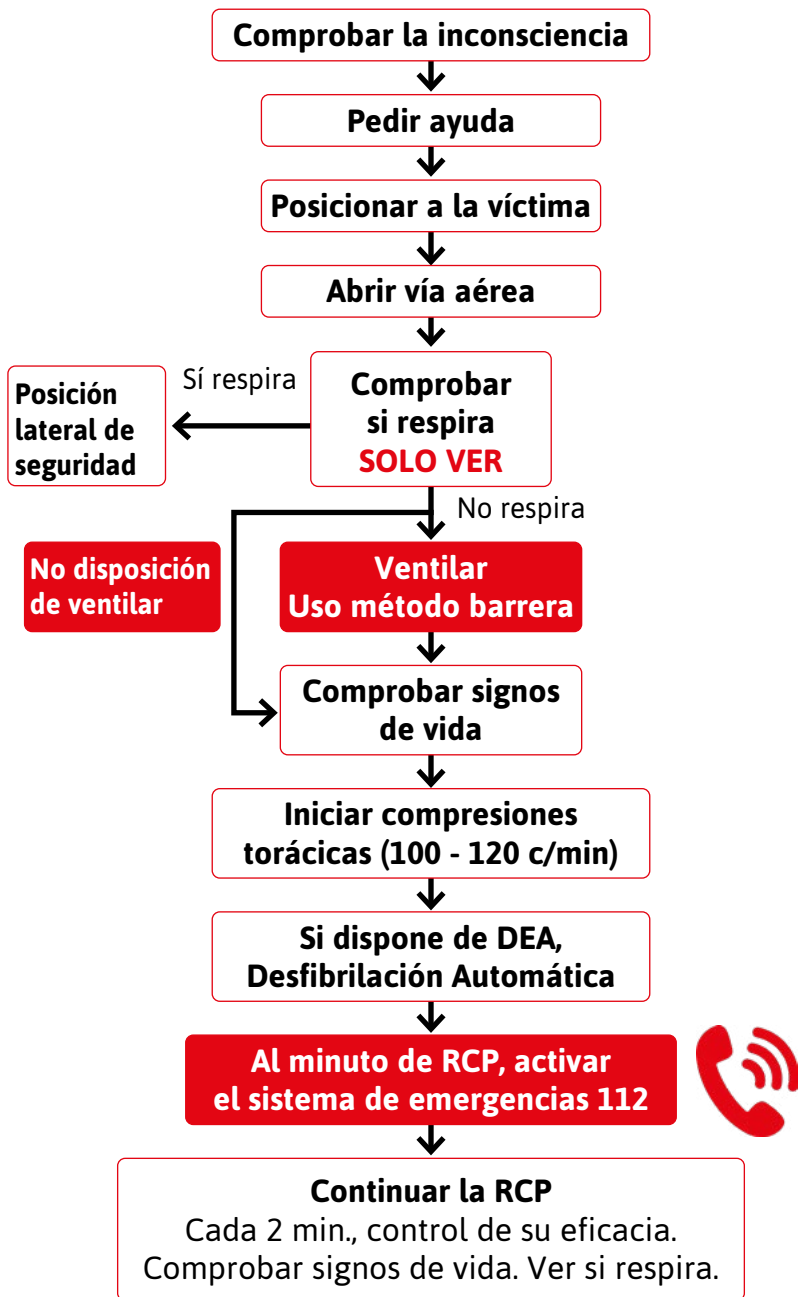 Comprobar la inconsciencia
Pedir ayuda
Posicionar a la víctima
Abrir vía aérea
Sí respira
Posición
lateral de
seguridad
Comprobar
si respira
SOLO VER
No respira
No disposición
de ventilar
Ventilar
Uso método barrera
Comprobar signos
de vida
Iniciar compresiones
torácicas (100 - 120 c/min)
Si dispone de DEA,
Desfibrilación Automática
Al minuto de RCP, activar
el sistema de emergencias 112
Continuar la RCP
Cada 2 min., control de su eficacia.
Comprobar signos de vida. Ver si respira.